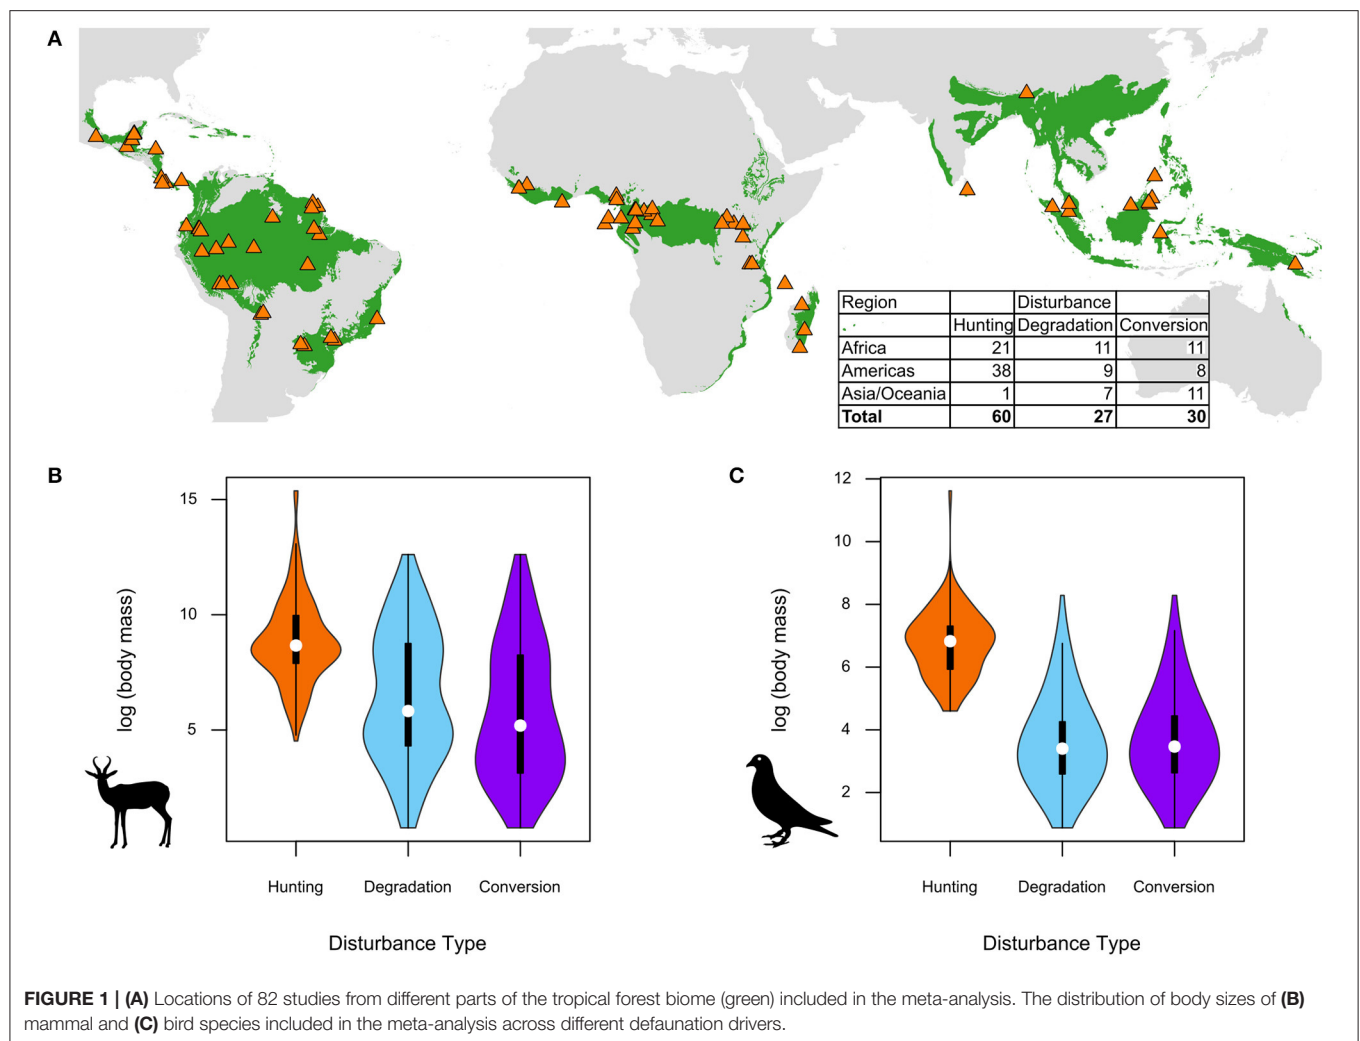 A
Region Disturbance
Hunting Degradation Conversion
Africa 21 11 11
Americas 38 9 8
Asia/Oceania 1 7 11
Total 60 27 30
B
15
10
5
log (body mass)
Hunting Degradation Conversion
Disturbance Type
C
12
10
8
6
4
2
log (body mass)
Hunting Degradation Conversion
Disturbance Type
FIGURE 1 | (A) Locations of 82 studies from different parts of the tropical forest biome (green) included in the meta-analysis. The distribution of body sizes of (B)
mammal and (C) bird species included in the meta-analysis across different defaunation drivers.